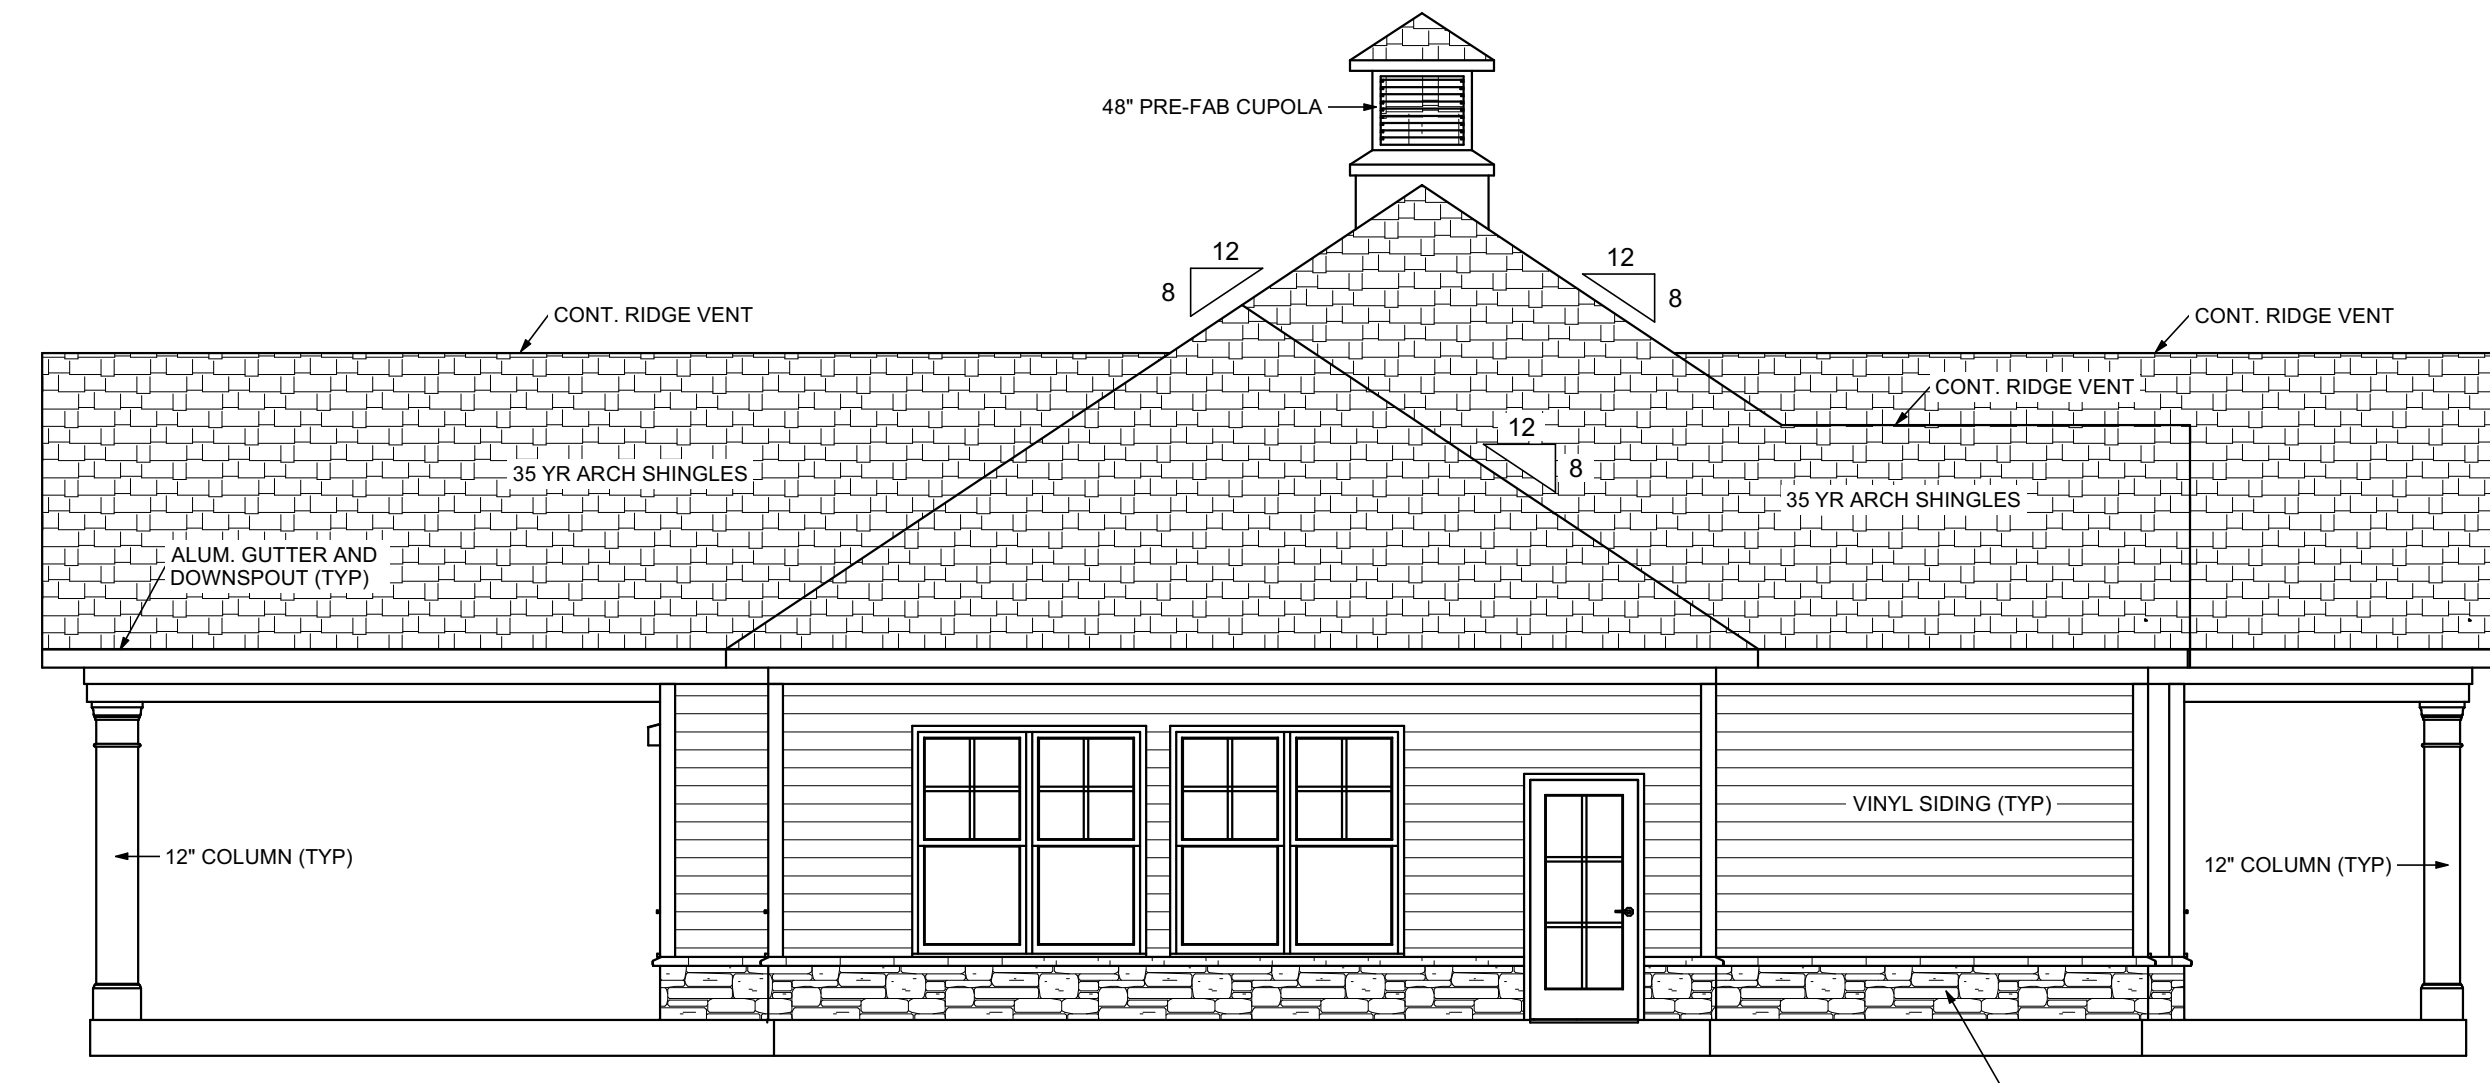 48" PRE-FAB CUPOLA
12
8
12
8
CONT. RIDGE VENT
CONT. RIDGE VENT
CONT. RIDGE VENT
12
8
35 YR ARCH SHINGLES
35 YR ARCH SHINGLES
ALUM. GUTTER AND
DOWNSPOUT (TYP)
VINYL SIDING (TYP)
12" COLUMN (TYP)
12" COLUMN (TYP)